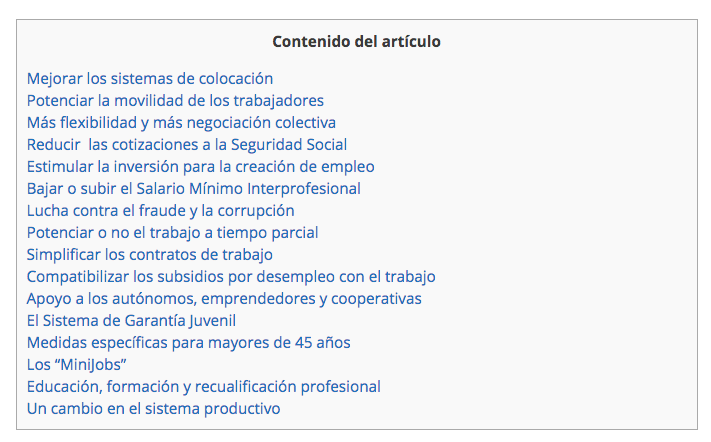 Contenido del artículo
Mejorar los sistemas de colocación
Potenciar la movilidad de los trabajadores
Más flexibilidad y más negociación colectiva
Reducir  las cotizaciones a la Seguridad Social
Estimular la inversión para la creación de empleo
Bajar o subir el Salario Mínimo Interprofesional
Lucha contra el fraude y la corrupción
Potenciar o no el trabajo a tiempo parcial
Simplificar los contratos de trabajo
Compatibilizar los subsidios por desempleo con el trabajo
Apoyo a los autónomos, emprendedores y cooperativas
El Sistema de Garantía Juvenil
Medidas específicas para mayores de 45 años
Los “MiniJobs”
Educación, formación y recualificación profesional
Un cambio en el sistema productivo